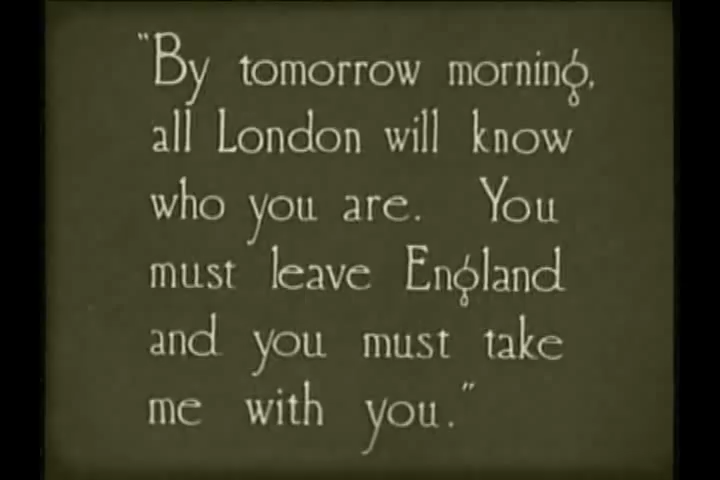 "By tomorrow morning,
all London will know
who you are. You
must leave England
and you must take
me with you."